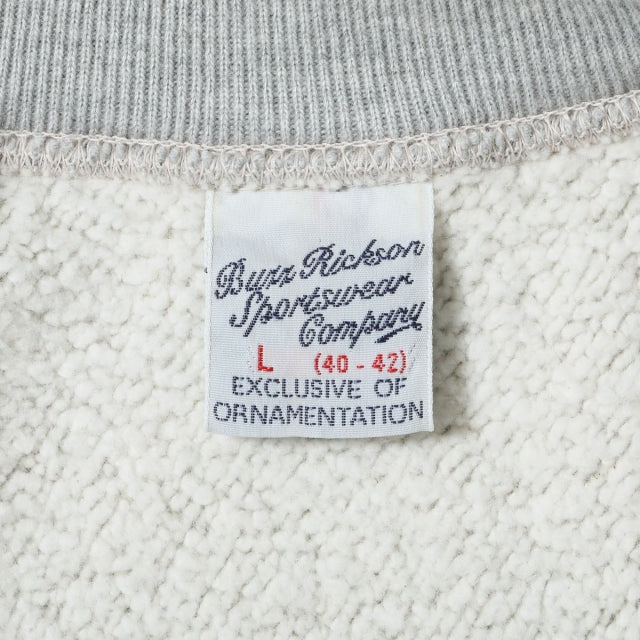 Buzz Rickson
Sportswear
Company
L (40 - 42)
EXCLUSIVE OF
ORNAMENTATION